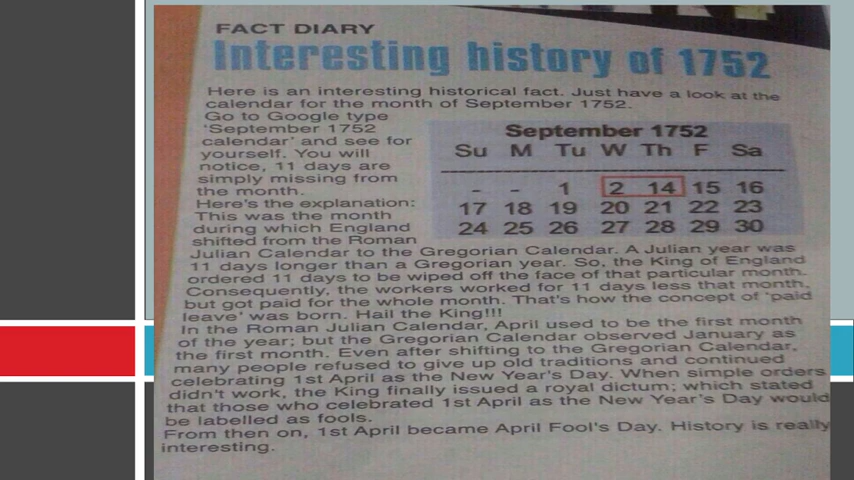 FACT DIARY
Interesting history of 1752
Here is an interesting historical fact. Just have a look at the
calendar for the month of September 1752.
Go to Google type
'September 1752
calendar' and see for
yourself. You will
notice, 11 days are
simply missing from
the month.
Here's the explanation:
This was the month
during which England
shifted from the Roman
September 1752
Su M Tu W Th F Sa
- - 1 2 14 15 16
17 18 19 20 21 22 23
24 25 26 27 28 29 30
Julian Calendar to the Gregorian Calendar. A Julian year was
11 days longer than a Gregorian year. So, the King of England
ordered 11 days to be wiped off the face of that particular month.
Consequently, the workers worked for 11 days less that month,
but got paid for the whole month. That's how the concept of 'paid
leave' was born. Hail the King!!!
In the Roman Julian Calendar, April used to be the first month
of the year; but the Gregorian Calendar observed January as
the first month. Even after shifting to the Gregorian Calendar,
many people refused to give up old traditions and continued
celebrating 1st April as the New Year's Day. When simple orders
didn't work, the King finally issued a royal dictum; which stated
that those who celebrated 1st April as the New Year's Day would
be labelled as fools.
From then on, 1st April became April Fool's Day. History is really
interesting.